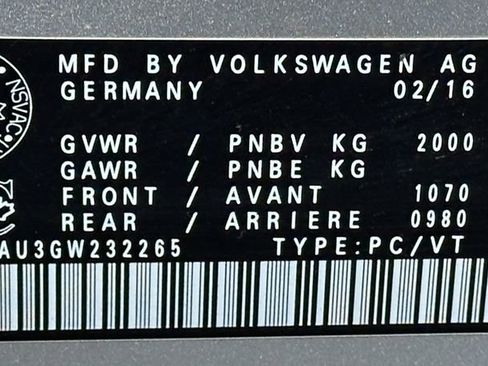 MFD BY VOLKSWAGEN AG
GERMANY 02/16
NSVAC
GVWR / PNBV KG 2000
GAWR / PNBE KG
FRONT / AVANT 1070
REAR / ARRIERE 0980
AU3GW232265 TYPE:PC/VT